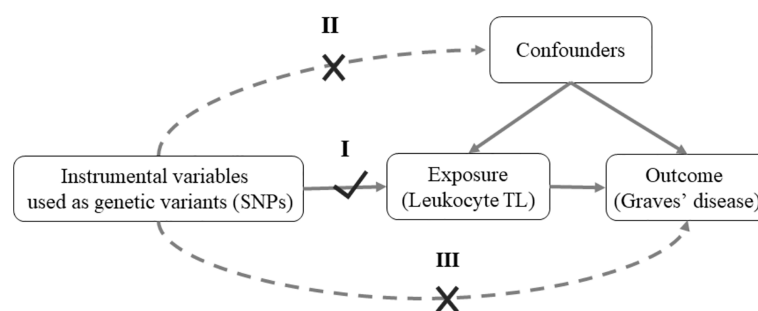 II
Confounders
I
Instrumental variables
used as genetic variants (SNPs)
Exposure
(Leukocyte TL)
Outcome
(Graves’ disease)
III